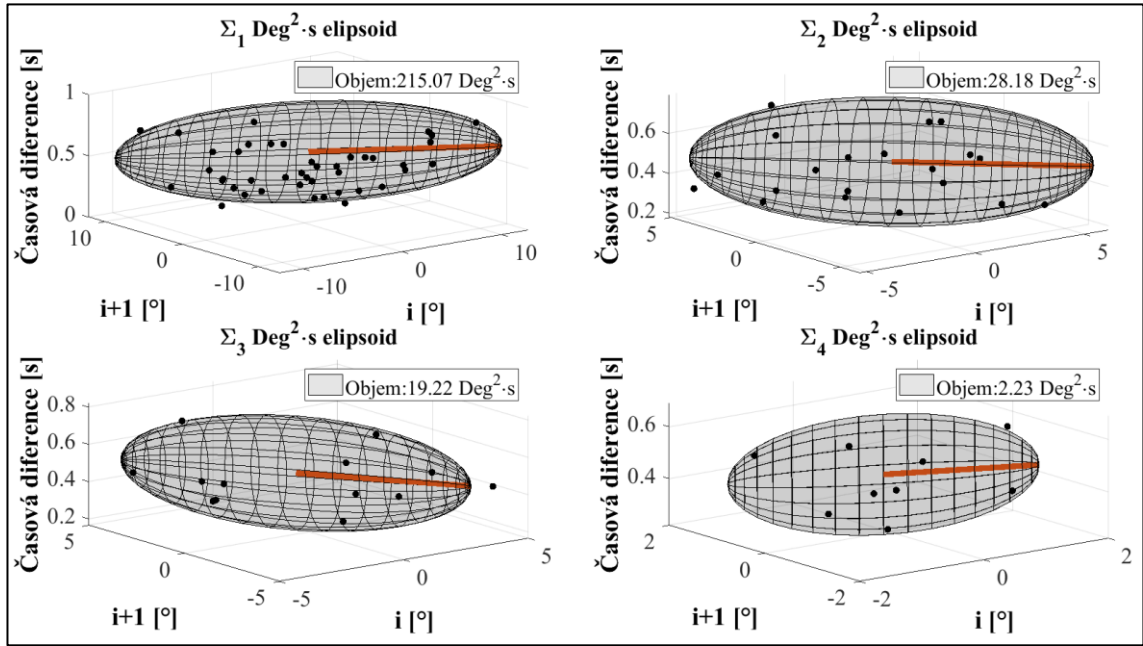 Σ1 Deg2·s elipsoid
Objem:215.07 Deg2·s
Časová diference [s]
1
0.5
0
10
0
-10
-10
0
10
i+1 [°]
i [°]
Σ2 Deg2·s elipsoid
Objem:28.18 Deg2·s
Časová diference [s]
0.6
0.4
0.2
5
0
-5
-5
0
5
i+1 [°]
i [°]
Σ3 Deg2·s elipsoid
Objem:19.22 Deg2·s
Časová diference [s]
0.8
0.6
0.4
0.2
5
0
-5
-5
0
5
i+1 [°]
i [°]
Σ4 Deg2·s elipsoid
Objem:2.23 Deg2·s
Časová diference [s]
0.6
0.4
2
0
-2
-2
0
2
i+1 [°]
i [°]